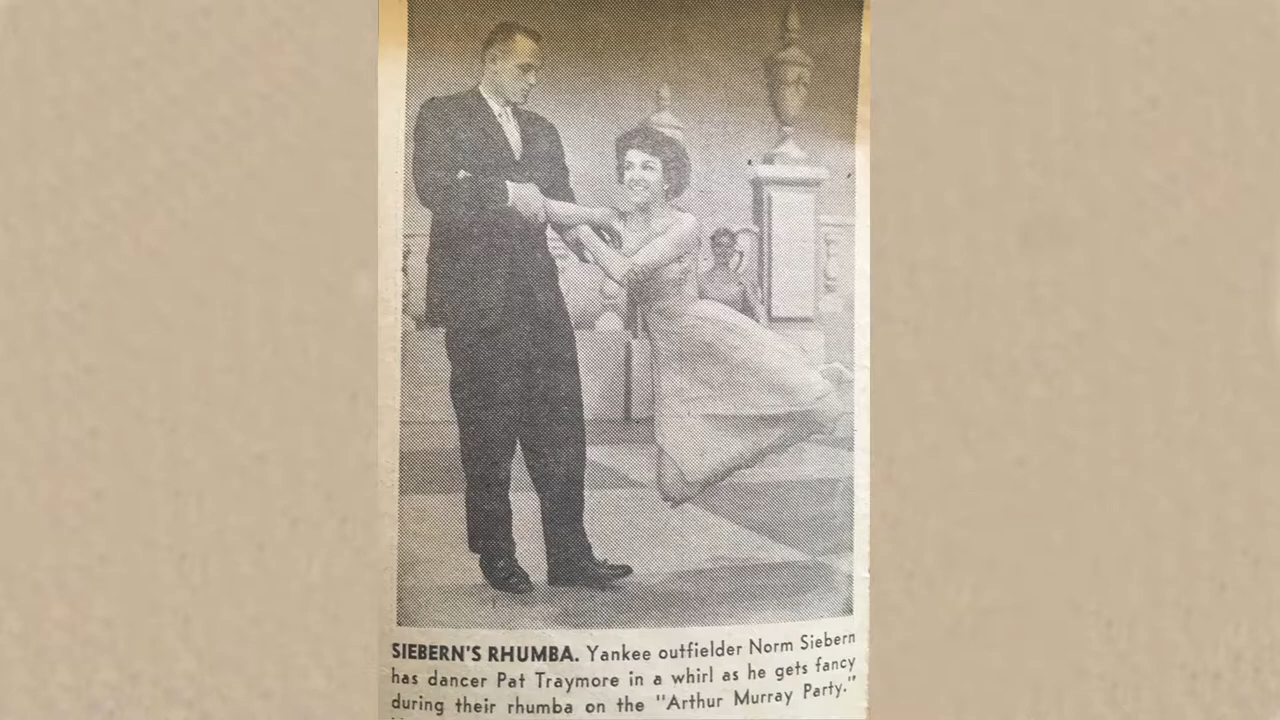 SIEBERN'S RHUMBA. Yankee outfielder Norm Siebern
has dancer Pat Traymore in a whirl as he gets fancy
during their rhumba on the "Arthur Murray Party."